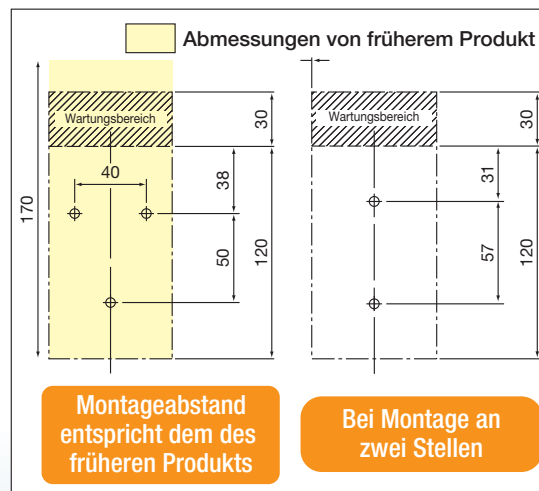 Abmessungen von früherem Produkt
Wartungsbereich
30
40
38
170
50
120
Wartungsbereich
30
31
57
120
Montageabstand
entspricht dem des
früheren Produkts
Bei Montage an
zwei Stellen